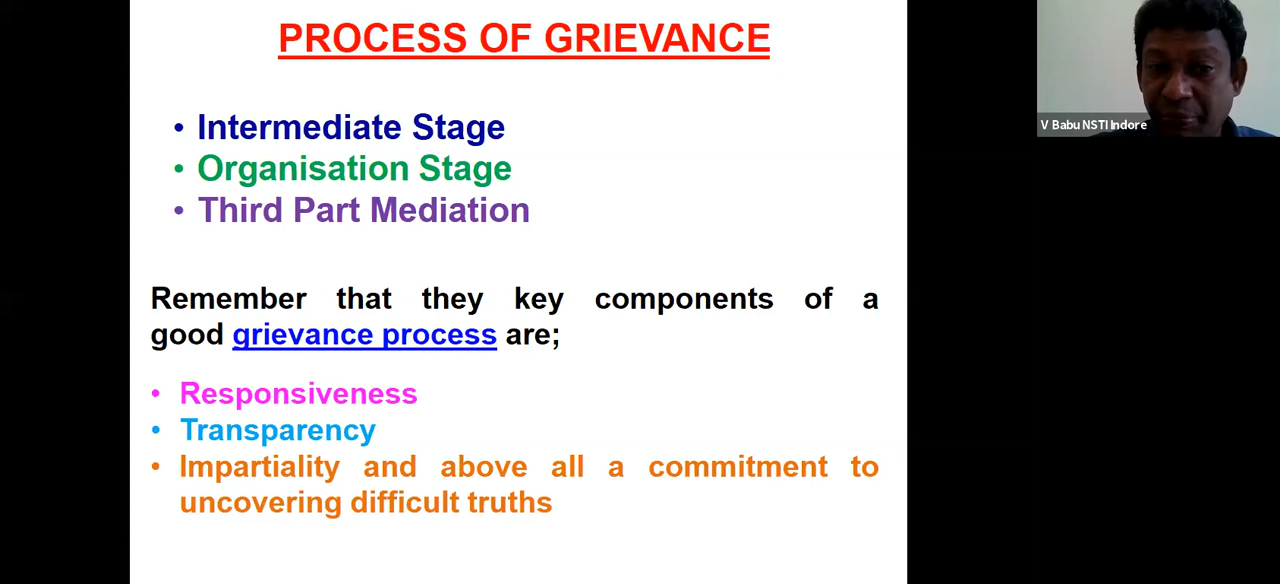 PROCESS OF GRIEVANCE
• Intermediate Stage
• Organisation Stage
• Third Part Mediation
Remember that they key components of a
good grievance process are;
• Responsiveness
• Transparency
• Impartiality and above all a commitment to
uncovering difficult truths
V Babu NSTI Indore